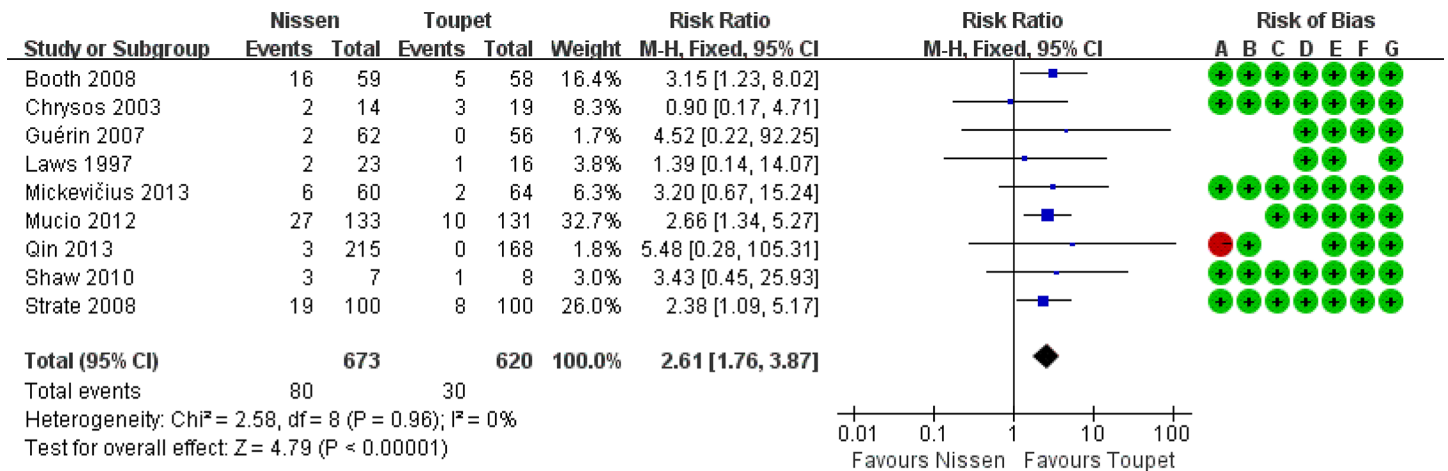 Nissen Toupet Risk Ratio Risk Ratio Risk of Bias
Study or Subgroup Events Total Events Total Weight M-H, Fixed, 95% CI M-H, Fixed, 95% CI A B C D E F G
Booth 2008 16 59 5 58 16.4% 3.15 [1.23, 8.02]
Chrysos 2003 2 14 3 19 8.3% 0.90 [0.17, 4.71]
Guérin 2007 2 62 0 56 1.7% 4.52 [0.22, 92.25]
Laws 1997 2 23 1 16 3.8% 1.39 [0.14, 14.07]
Mickevičius 2013 6 60 2 64 6.3% 3.20 [0.67, 15.24]
Mucio 2012 27 133 10 131 32.7% 2.66 [1.34, 5.27]
Qin 2013 3 215 0 168 1.8% 5.48 [0.28, 105.31]
Shaw 2010 3 7 1 8 3.0% 3.43 [0.45, 25.93]
Strate 2008 19 100 8 100 26.0% 2.38 [1.09, 5.17]
Total (95% CI) 673 620 100.0% 2.61 [1.76, 3.87]
Total events 80 30
Heterogeneity: Chi² = 2.58, df = 8 (P = 0.96); I² = 0%
Test for overall effect: Z = 4.79 (P < 0.00001)
0.01 0.1 1 10 100
Favours Nissen Favours Toupet